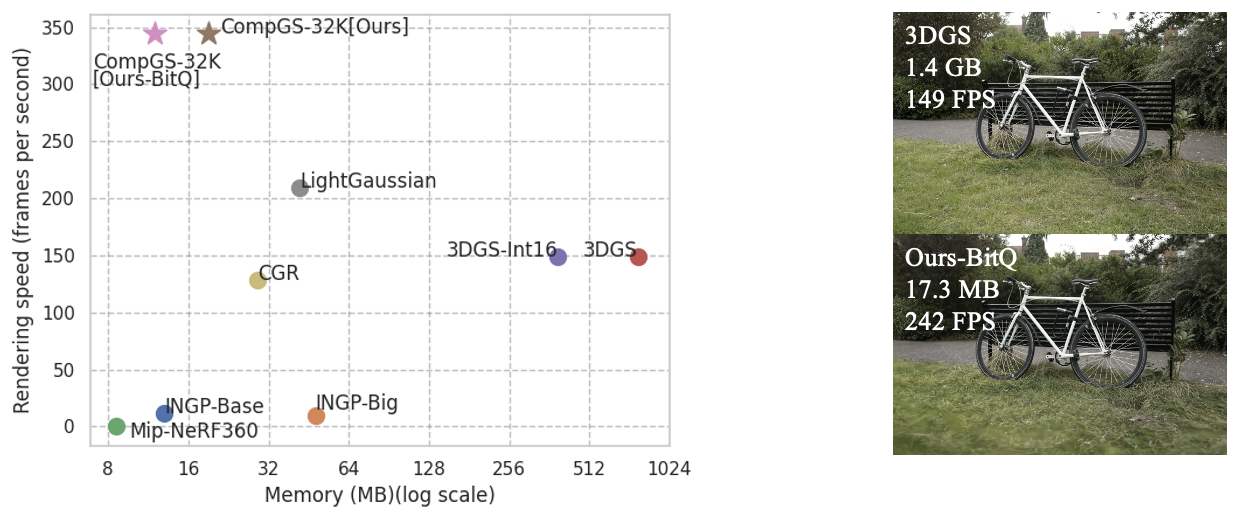 350
300
250
200
150
100
50
0
Rendering speed (frames per second)
CompGS-32K[Ours]
CompGS-32K
[Ours-BitQ]
LightGaussian
3DGS-Int16
3DGS
CGR
INGP-Base
INGP-Big
Mip-NeRF360
8
16
32
64
128
256
512
1024
Memory (MB)(log scale)
3DGS
1.4 GB
149 FPS
Ours-BitQ
17.3 MB
242 FPS